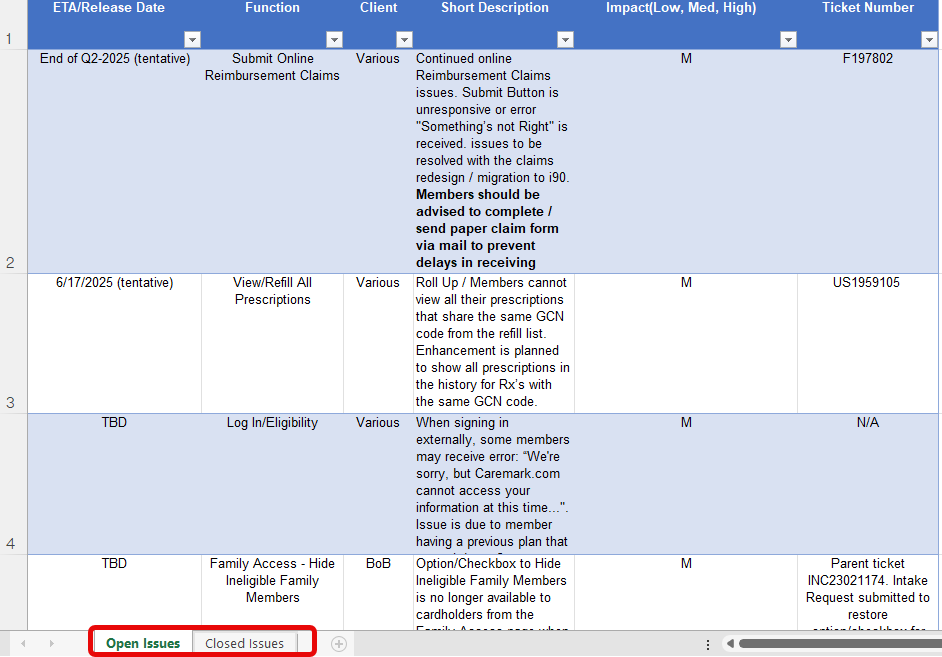 ETA/Release Date Function Client Short Description Impact(Low, Med, High) Ticket Number
1
End of Q2-2025 (tentative) Submit Online Various Continued online M F197802
Reimbursement Claims Reimbursement Claims
issues. Submit Button is
unresponsive or error
"Something's not Right" is
received. issues to be
resolved with the claims
redesign / migration to i90.
Members should be
advised to complete /
send paper claim form
via mail to prevent
2 delays in receiving
6/17/2025 (tentative) View/Refill All Various Roll Up / Members cannot M US1959105
Prescriptions view all their prescriptions
that share the same GCN
code from the refill list.
Enhancement is planned
to show all prescriptions in
the history for Rx's with
3 the same GCN code.
TBD Log In/Eligibility Various When signing in M N/A
externally, some members
may receive error: “We're
sorry, but Caremark.com
cannot access your
information at this time...".
Issue is due to member
4 having a previous plan that
TBD Family Access - Hide BoB Option/Checkbox to Hide M Parent ticket
Ineligible Family Ineligible Family Members INC23021174. Intake
Members is no longer available to Request submitted to
cardholders from the restore
Family Access page when option/checkbox for
Open Issues Closed Issues